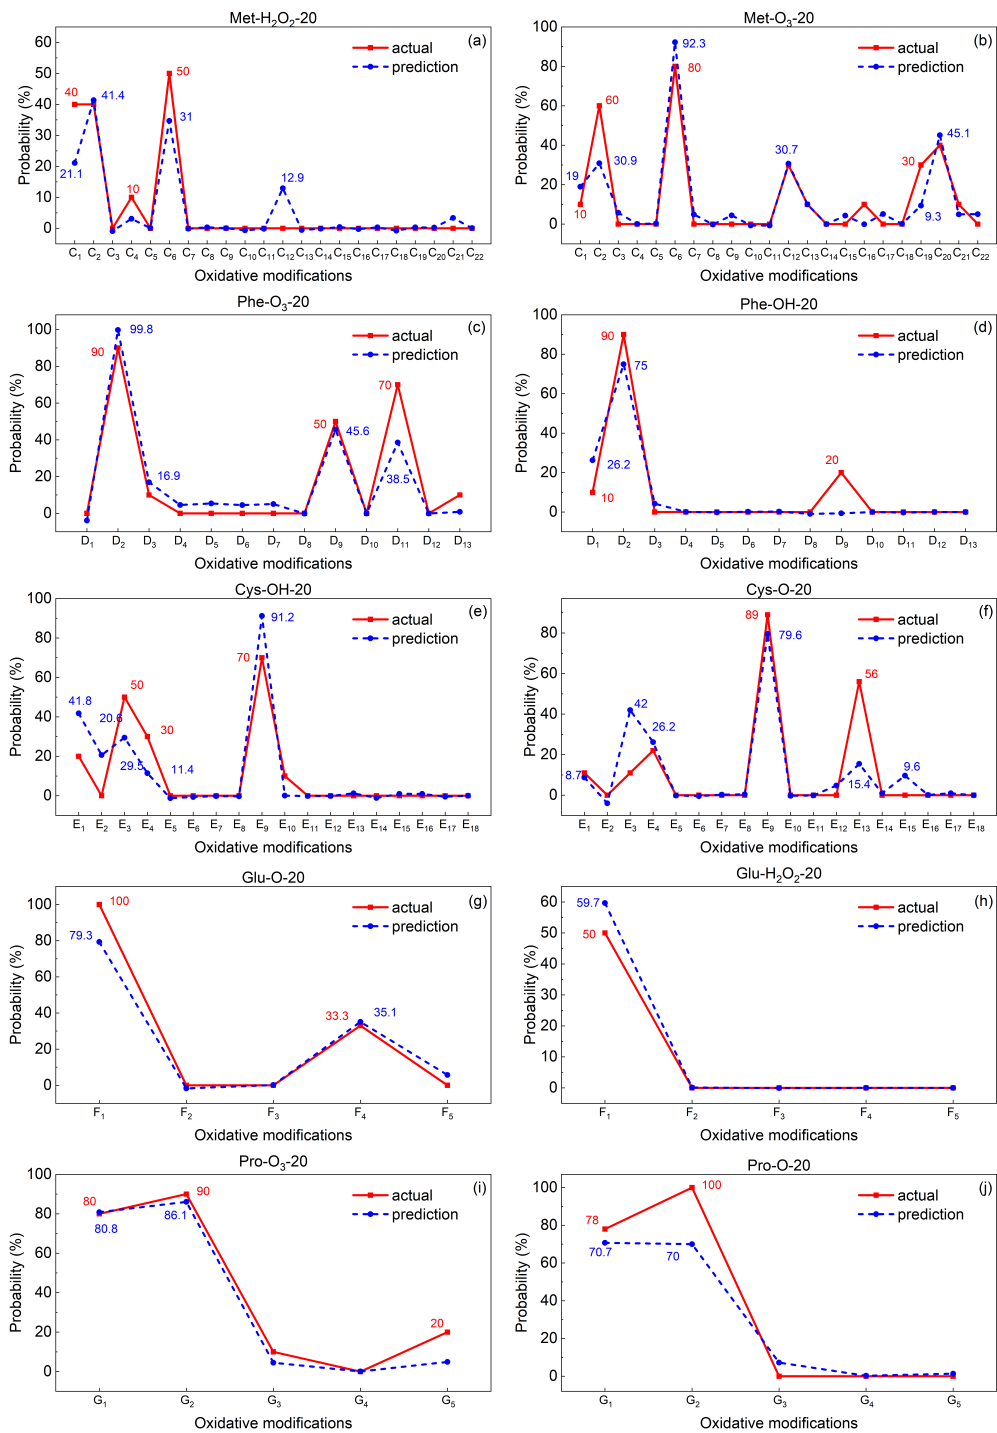 Met-H₂O₂-20
(a)
actual
prediction
Probability (%)
60
50
40
30
20
10
0
40
41.4
21.1
10
50
31
12.9
C₁ C₂ C₃ C₄ C₅ C₆ C₇ C₈ C₉ C₁₀ C₁₁ C₁₂ C₁₃ C₁₄ C₁₅ C₁₆ C₁₇ C₁₈ C₁₉ C₂₀ C₂₁ C₂₂
Oxidative modifications
Met-O₃-20
(b)
actual
prediction
Probability (%)
100
80
60
40
20
0
19
10
60
30.9
92.3
80
30.7
30
9.3
45.1
C₁ C₂ C₃ C₄ C₅ C₆ C₇ C₈ C₉ C₁₀ C₁₁ C₁₂ C₁₃ C₁₄ C₁₅ C₁₆ C₁₇ C₁₈ C₁₉ C₂₀ C₂₁ C₂₂
Oxidative modifications
Phe-O₃-20
(c)
actual
prediction
Probability (%)
100
80
60
40
20
0
90
99.8
16.9
50
45.6
70
38.5
D₁ D₂ D₃ D₄ D₅ D₆ D₇ D₈ D₉ D₁₀ D₁₁ D₁₂ D₁₃
Oxidative modifications
Phe-OH-20
(d)
actual
prediction
Probability (%)
100
80
60
40
20
0
90
75
26.2
10
20
D₁ D₂ D₃ D₄ D₅ D₆ D₇ D₈ D₉ D₁₀ D₁₁ D₁₂ D₁₃
Oxidative modifications
Cys-OH-20
(e)
actual
prediction
Probability (%)
100
80
60
40
20
0
41.8
20.6
50
29.5
30
11.4
91.2
70
E₁ E₂ E₃ E₄ E₅ E₆ E₇ E₈ E₉ E₁₀ E₁₁ E₁₂ E₁₃ E₁₄ E₁₅ E₁₆ E₁₇ E₁₈
Oxidative modifications
Cys-O-20
(f)
actual
prediction
Probability (%)
80
60
40
20
0
8.7
42
26.2
89
79.6
56
15.4
9.6
E₁ E₂ E₃ E₄ E₅ E₆ E₇ E₈ E₉ E₁₀ E₁₁ E₁₂ E₁₃ E₁₄ E₁₅ E₁₆ E₁₇ E₁₈
Oxidative modifications
Glu-O-20
(g)
actual
prediction
Probability (%)
100
80
60
40
20
0
100
79.3
33.3
35.1
F₁ F₂ F₃ F₄ F₅
Oxidative modifications
Glu-H₂O₂-20
(h)
actual
prediction
Probability (%)
60
50
40
30
20
10
0
59.7
50
F₁ F₂ F₃ F₄ F₅
Oxidative modifications
Pro-O₃-20
(i)
actual
prediction
Probability (%)
100
80
60
40
20
0
80
80.8
90
86.1
20
G₁ G₂ G₃ G₄ G₅
Oxidative modifications
Pro-O-20
(j)
actual
prediction
Probability (%)
100
80
60
40
20
0
78
70.7
100
70
G₁ G₂ G₃ G₄ G₅
Oxidative modifications